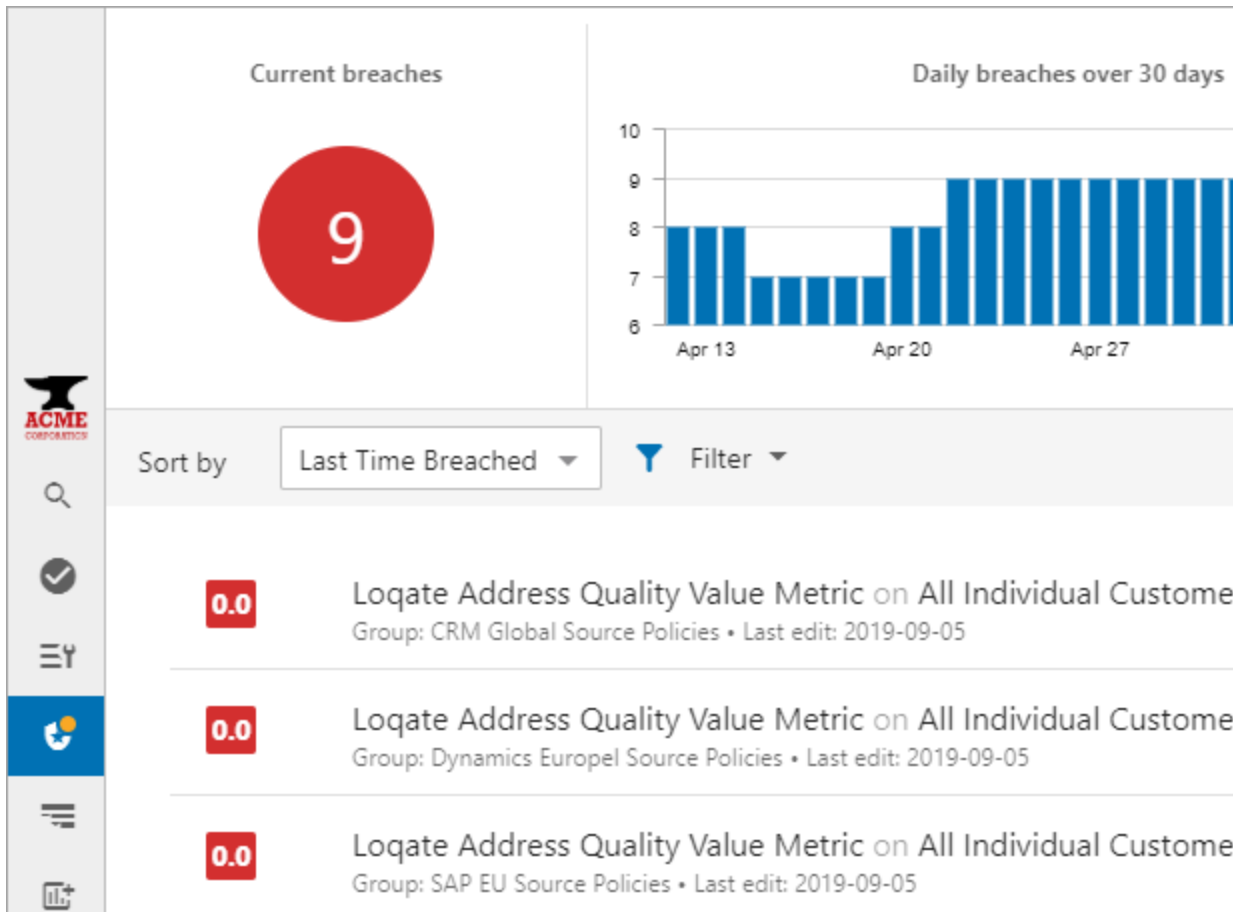 Current breaches
9
Daily breaches over 30 days
10
9
8
7
6
Apr 13
Apr 20
Apr 27
ACME
CORPORATION
Sort by
Last Time Breached
Filter
0.0
Loqate Address Quality Value Metric on All Individual Custome
Group: CRM Global Source Policies • Last edit: 2019-09-05
0.0
Loqate Address Quality Value Metric on All Individual Custome
Group: Dynamics Europel Source Policies • Last edit: 2019-09-05
0.0
Loqate Address Quality Value Metric on All Individual Custome
Group: SAP EU Source Policies • Last edit: 2019-09-05